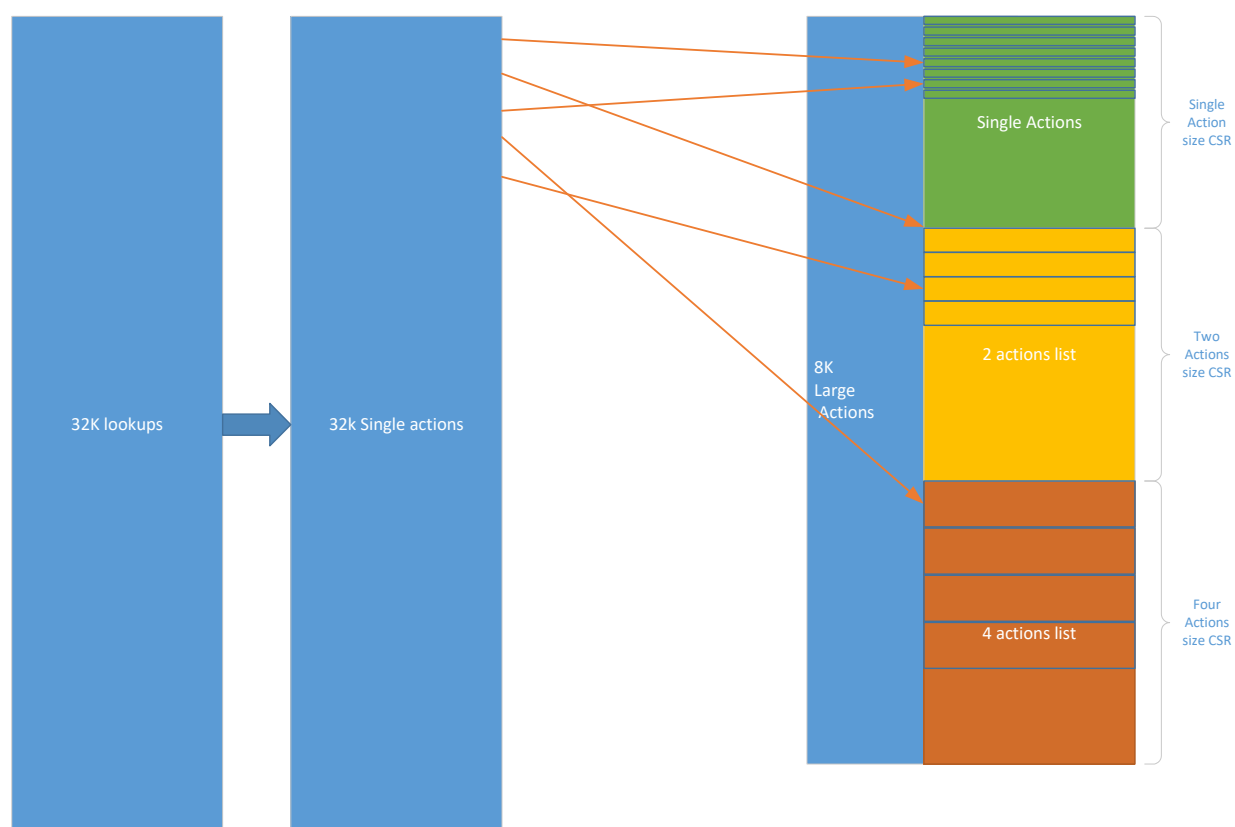 32K lookups
32k Single actions
8K
Large
Actions
Single Actions
2 actions list
4 actions list
Single
Action
size CSR
Two
Actions
size CSR
Four
Actions
size CSR